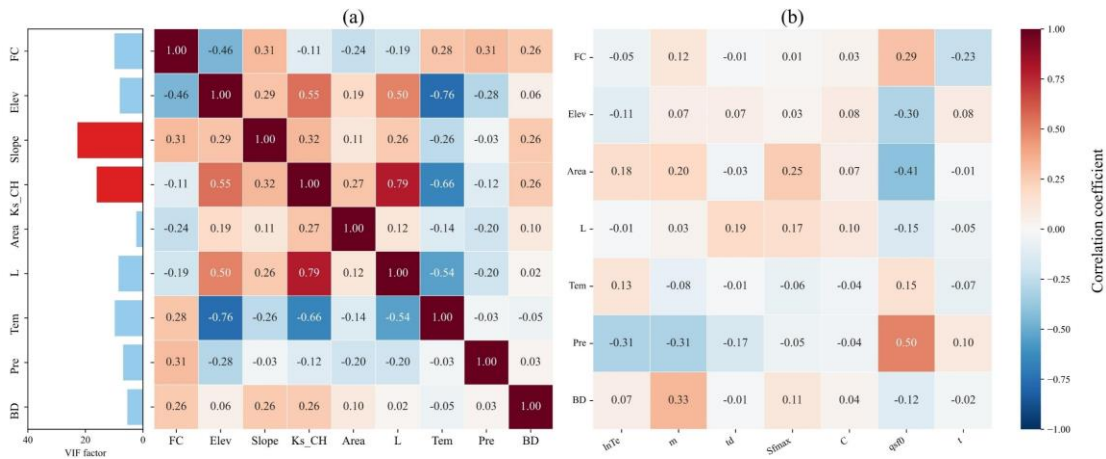 (a) (b)
FC 1.00 -0.46 0.31 -0.11 -0.24 -0.19 0.28 0.31 0.26
Elev -0.46 1.00 0.29 0.55 0.19 0.50 -0.76 -0.28 0.06
Slope 0.31 0.29 1.00 0.32 0.11 0.26 -0.26 -0.03 0.26
Ks_CH -0.11 0.55 0.32 1.00 0.27 0.79 -0.66 -0.12 0.26
Area -0.24 0.19 0.11 0.27 1.00 0.12 -0.14 -0.20 0.10
L -0.19 0.50 0.26 0.79 0.12 1.00 -0.54 -0.20 0.02
Tem 0.28 -0.76 -0.26 -0.66 -0.14 -0.54 1.00 -0.03 -0.05
Pre 0.31 -0.28 -0.03 -0.12 -0.20 -0.20 -0.03 1.00 0.03
BD 0.26 0.06 0.26 0.26 0.10 0.02 -0.05 0.03 1.00
FC Elev Slope Ks_CH Area L Tem Pre BD
40 20 0
VIF factor
FC -0.05 0.12 -0.01 0.01 0.03 0.29 -0.23
Elev -0.11 0.07 0.07 0.03 0.08 -0.30 0.08
Area 0.18 0.20 -0.03 0.25 0.07 -0.41 -0.01
L -0.01 0.03 0.19 0.17 0.10 -0.15 -0.05
Tem 0.13 -0.08 -0.01 -0.06 -0.04 0.15 -0.07
Pre -0.31 -0.31 -0.17 -0.05 -0.04 0.50 0.10
BD 0.07 0.33 -0.01 0.11 0.04 -0.12 -0.02
lnTe m td Sfmax C qsf0 t
1.00
0.75
0.50
0.25
0.00
-0.25
-0.50
-0.75
-1.00
Correlation coefficient